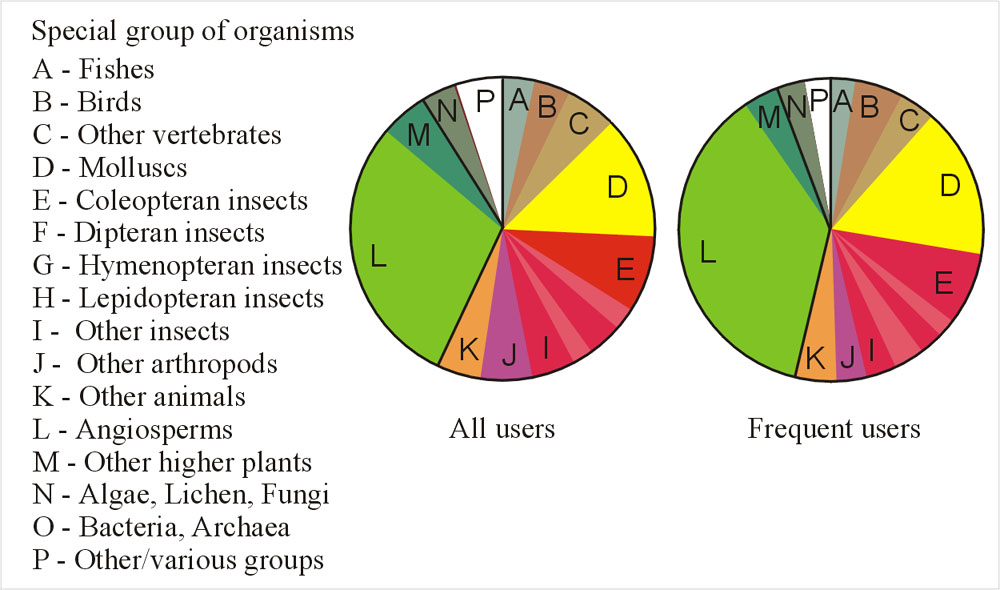 Special group of organisms
A - Fishes
B - Birds
C - Other vertebrates
D - Molluscs
E - Coleopteran insects
F - Dipteran insects
G - Hymenopteran insects
H - Lepidopteran insects
I - Other insects
J - Other arthropods
K - Other animals
L - Angiosperms
M - Other higher plants
N - Algae, Lichen, Fungi
O - Bacteria, Archaea
P - Other/various groups
P
A
B
C
D
E
I
J
K
L
M
N
All users
P
A
B
C
D
E
I
J
K
L
M
N
Frequent users